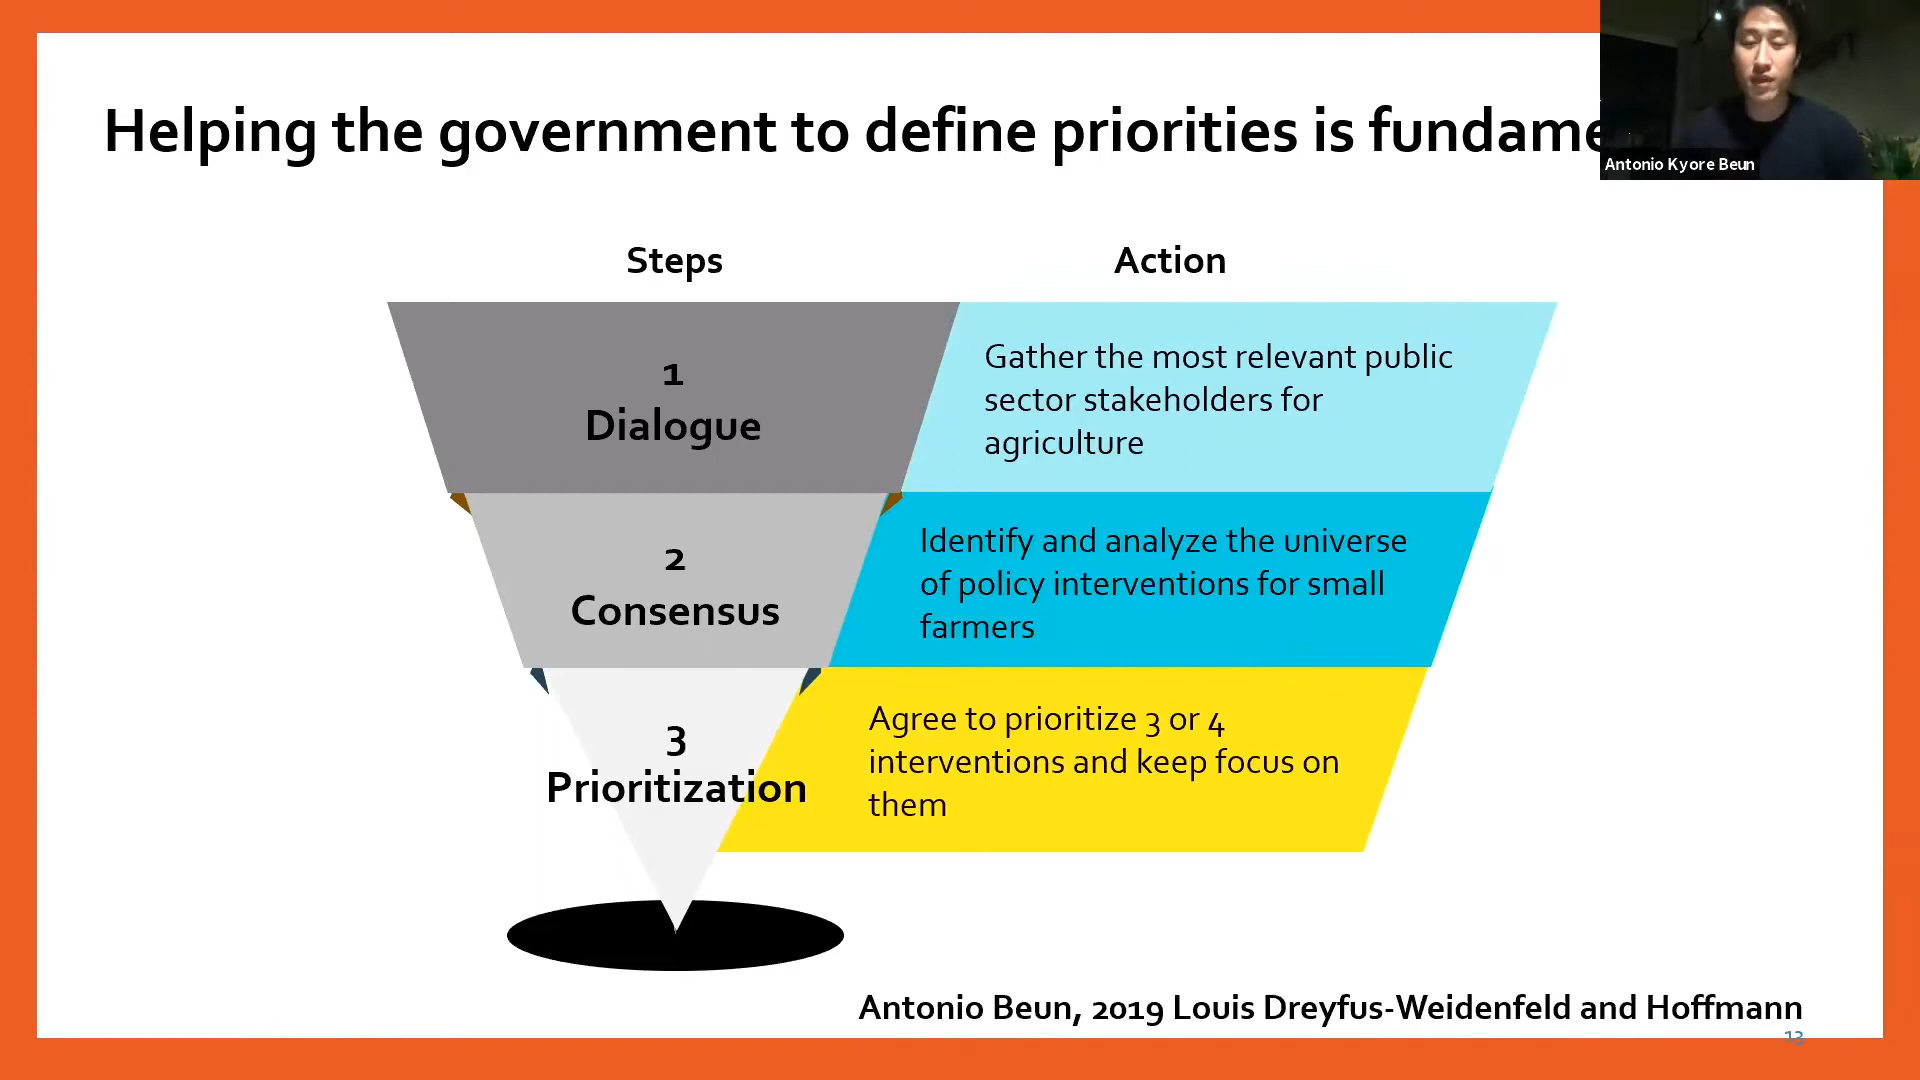 Helping the government to define priorities is fundame
Antonio Kyore Beun
Steps
Action
1
Dialogue
Gather the most relevant public
sector stakeholders for
agriculture
2
Consensus
Identify and analyze the universe
of policy interventions for small
farmers
3
Prioritization
Agree to prioritize 3 or 4
interventions and keep focus on
them
Antonio Beun, 2019 Louis Dreyfus-Weidenfeld and Hoffmann
13